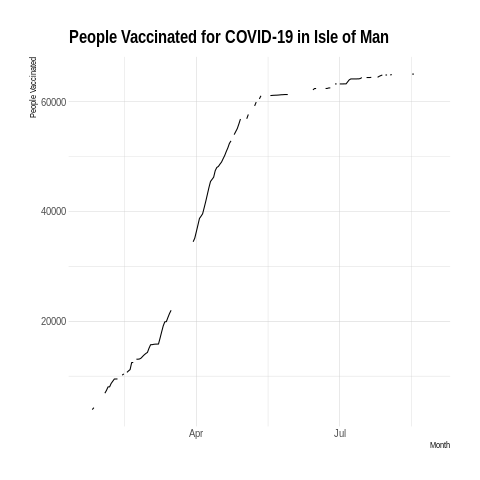 People Vaccinated for COVID-19 in Isle of Man
People Vaccinated
60000
40000
20000
Apr
Jul
Month